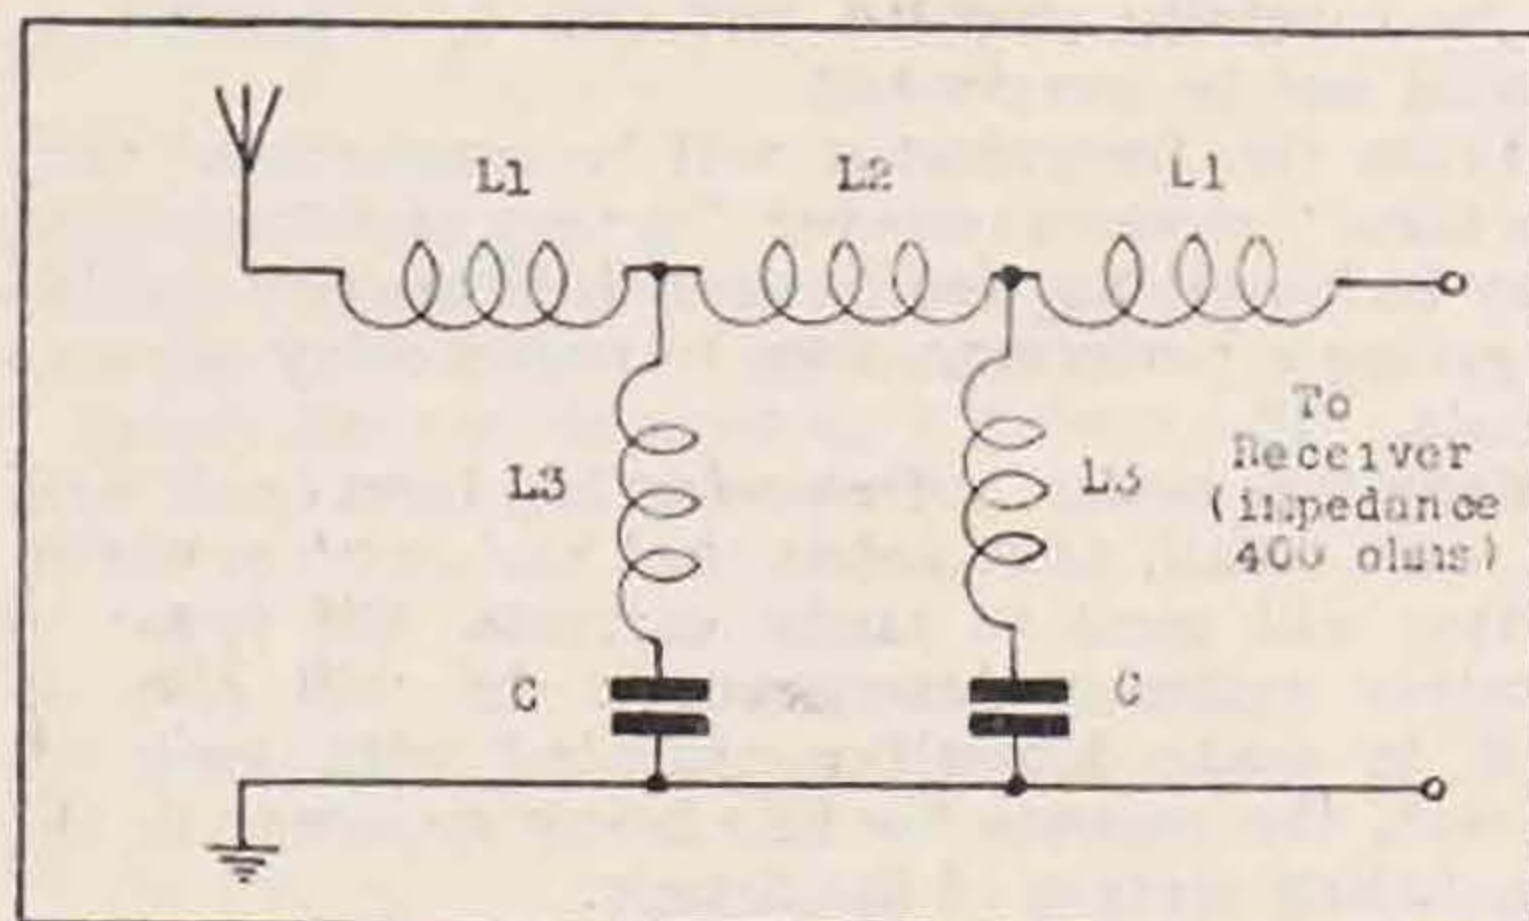 L1
L2
L1
L3
L3
To
Receiver
(impedance
400 ohms)
C
C